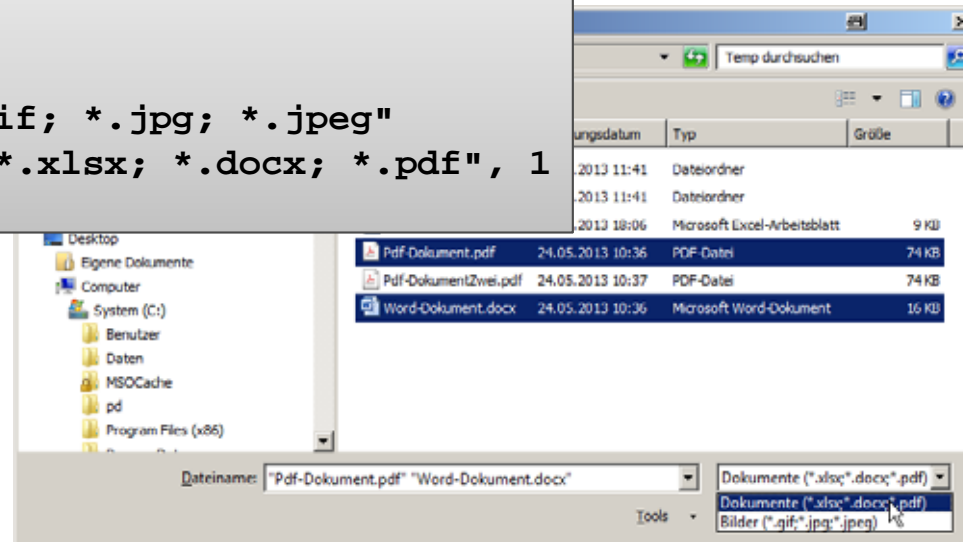 if; *.jpg; *.jpeg"
*.xlsx; *.docx; *.pdf", 1
Temp durchsuchen
ungsdatum Typ Größe
.2013 11:41 Dateiordner
.2013 11:41 Dateiordner
.2013 18:06 Microsoft Excel-Arbeitsblatt 9 KB
Pdf-Dokument.pdf 24.05.2013 10:36 PDF-Datei 74 KB
Pdf-DokumentZwei.pdf 24.05.2013 10:37 PDF-Datei 74 KB
Word-Dokument.docx 24.05.2013 10:36 Microsoft Word-Dokument 16 KB
Desktop
Eigene Dokumente
Computer
System (C:)
Benutzer
Daten
MSOCache
pd
Program Files (x86)
Dateiname: "Pdf-Dokument.pdf" "Word-Dokument.docx" Dokumente (*.xlsx;*.docx;*.pdf)
Dokumente (*.xlsx;*.docx;*.pdf)
Tools Bilder (*.gif;*.jpg;*.jpeg)